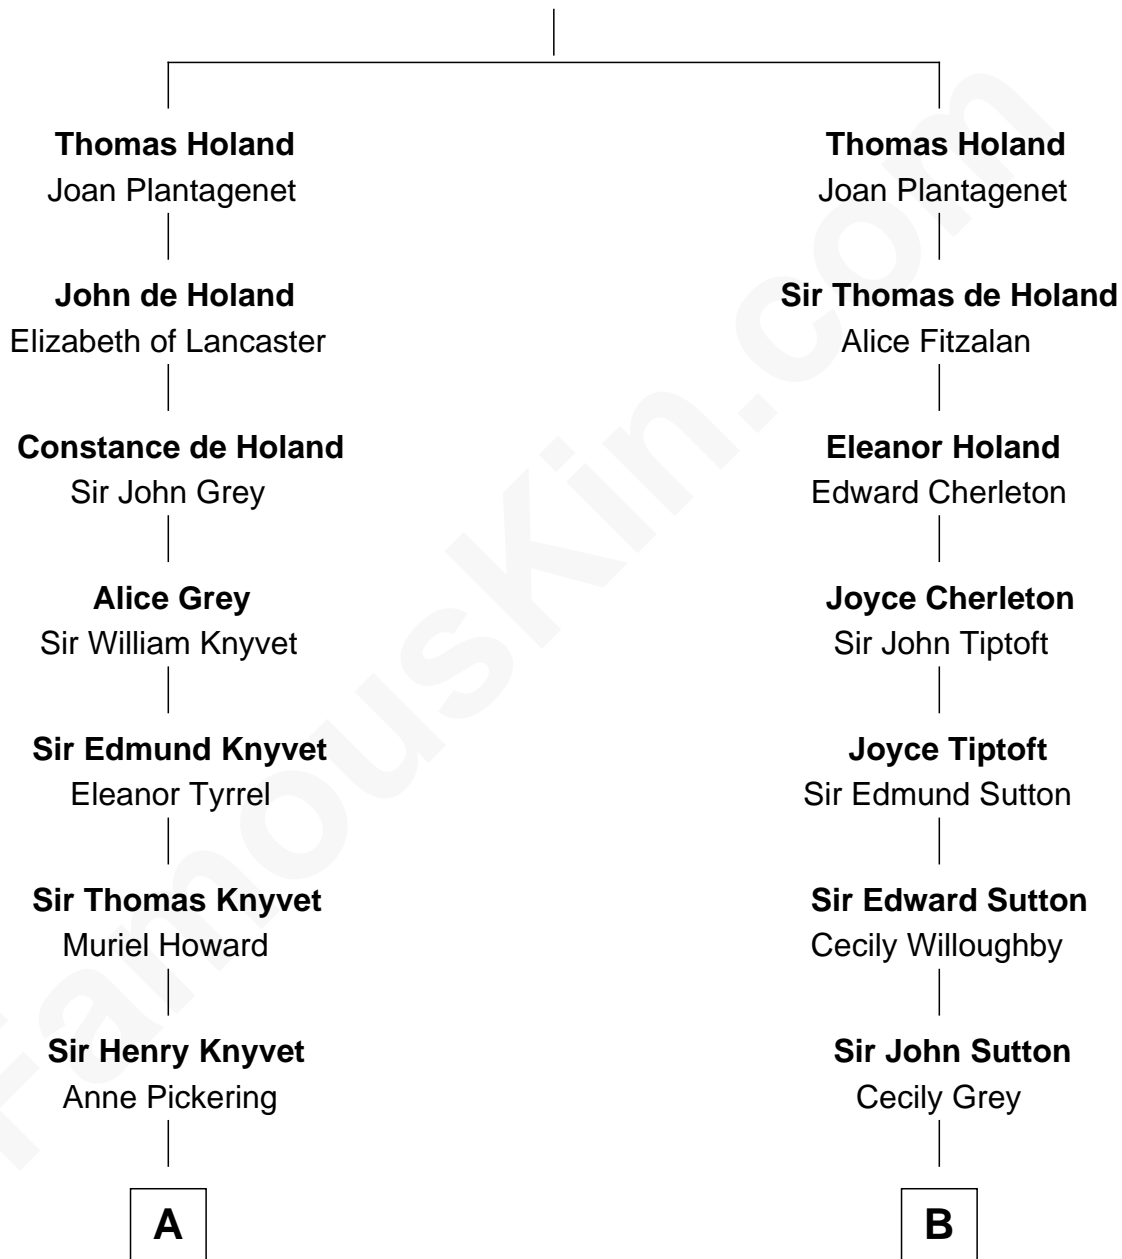 Thomas Holand
Joan Plantagenet
John de Holand
Elizabeth of Lancaster
Constance de Holand
Sir John Grey
Alice Grey
Sir William Knyvet
Sir Edmund Knyvet
Eleanor Tyrrel
Sir Thomas Knyvet
Muriel Howard
Sir Henry Knyvet
Anne Pickering
A
Thomas Holand
Joan Plantagenet
Sir Thomas de Holand
Alice Fitzalan
Eleanor Holand
Edward Cherleton
Joyce Cherleton
Sir John Tiptoft
Joyce Tiptoft
Sir Edmund Sutton
Sir Edward Sutton
Cecily Willoughby
Sir John Sutton
Cecily Grey
B
FamousKin.com